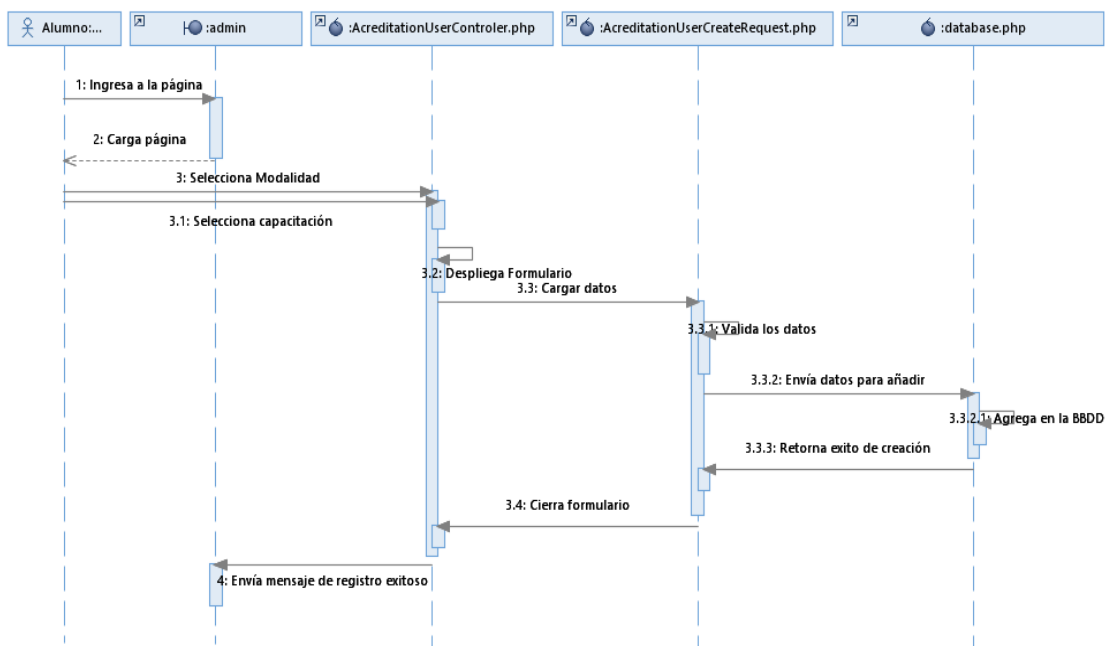 Alumno:...
:admin
:AcreditationUserControler.php
:AcreditationUserCreateRequest.php
:database.php
1: Ingresa a la página
2: Carga página
3: Selecciona Modalidad
3.1: Selecciona capacitación
3.2: Despliega Formulario
3.3: Cargar datos
3.3.1: Valida los datos
3.3.2: Envía datos para añadir
3.3.2.1: Agrega en la BBDD
3.3.3: Retorna exito de creación
3.4: Cierra formulario
4: Envía mensaje de registro exitoso